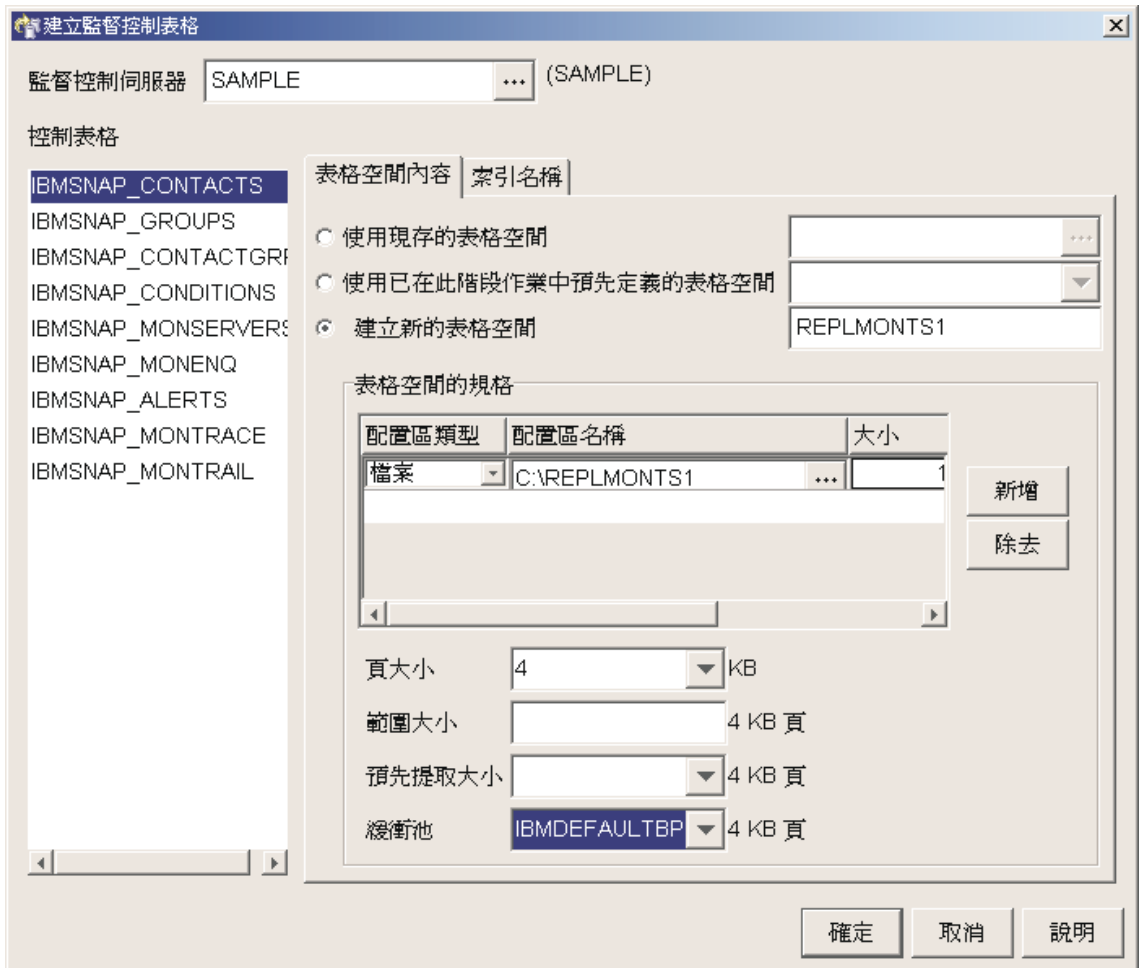 建立監督控制表格
監督控制伺服器 SAMPLE ... (SAMPLE)
控制表格
IBMSNAP_CONTACTS
IBMSNAP_GROUPS
IBMSNAP_CONTACTGRF
IBMSNAP_CONDITIONS
IBMSNAP_MONSERVERS
IBMSNAP_MONENQ
IBMSNAP_ALERTS
IBMSNAP_MONTRACE
IBMSNAP_MONTRAIL
表格空間內容 索引名稱
使用現存的表格空間 ...
使用已在此階段作業中預先定義的表格空間
建立新的表格空間 REPLMONTS1
表格空間的規格
配置區類型 配置區名稱 大小
檔案 C:\REPLMONTS1 ... 1
新增
除去
頁大小 4 KB
範圍大小 4 KB 頁
預先提取大小 4 KB 頁
緩衝池 IBMDEFAULTBP 4 KB 頁
確定 取消 說明